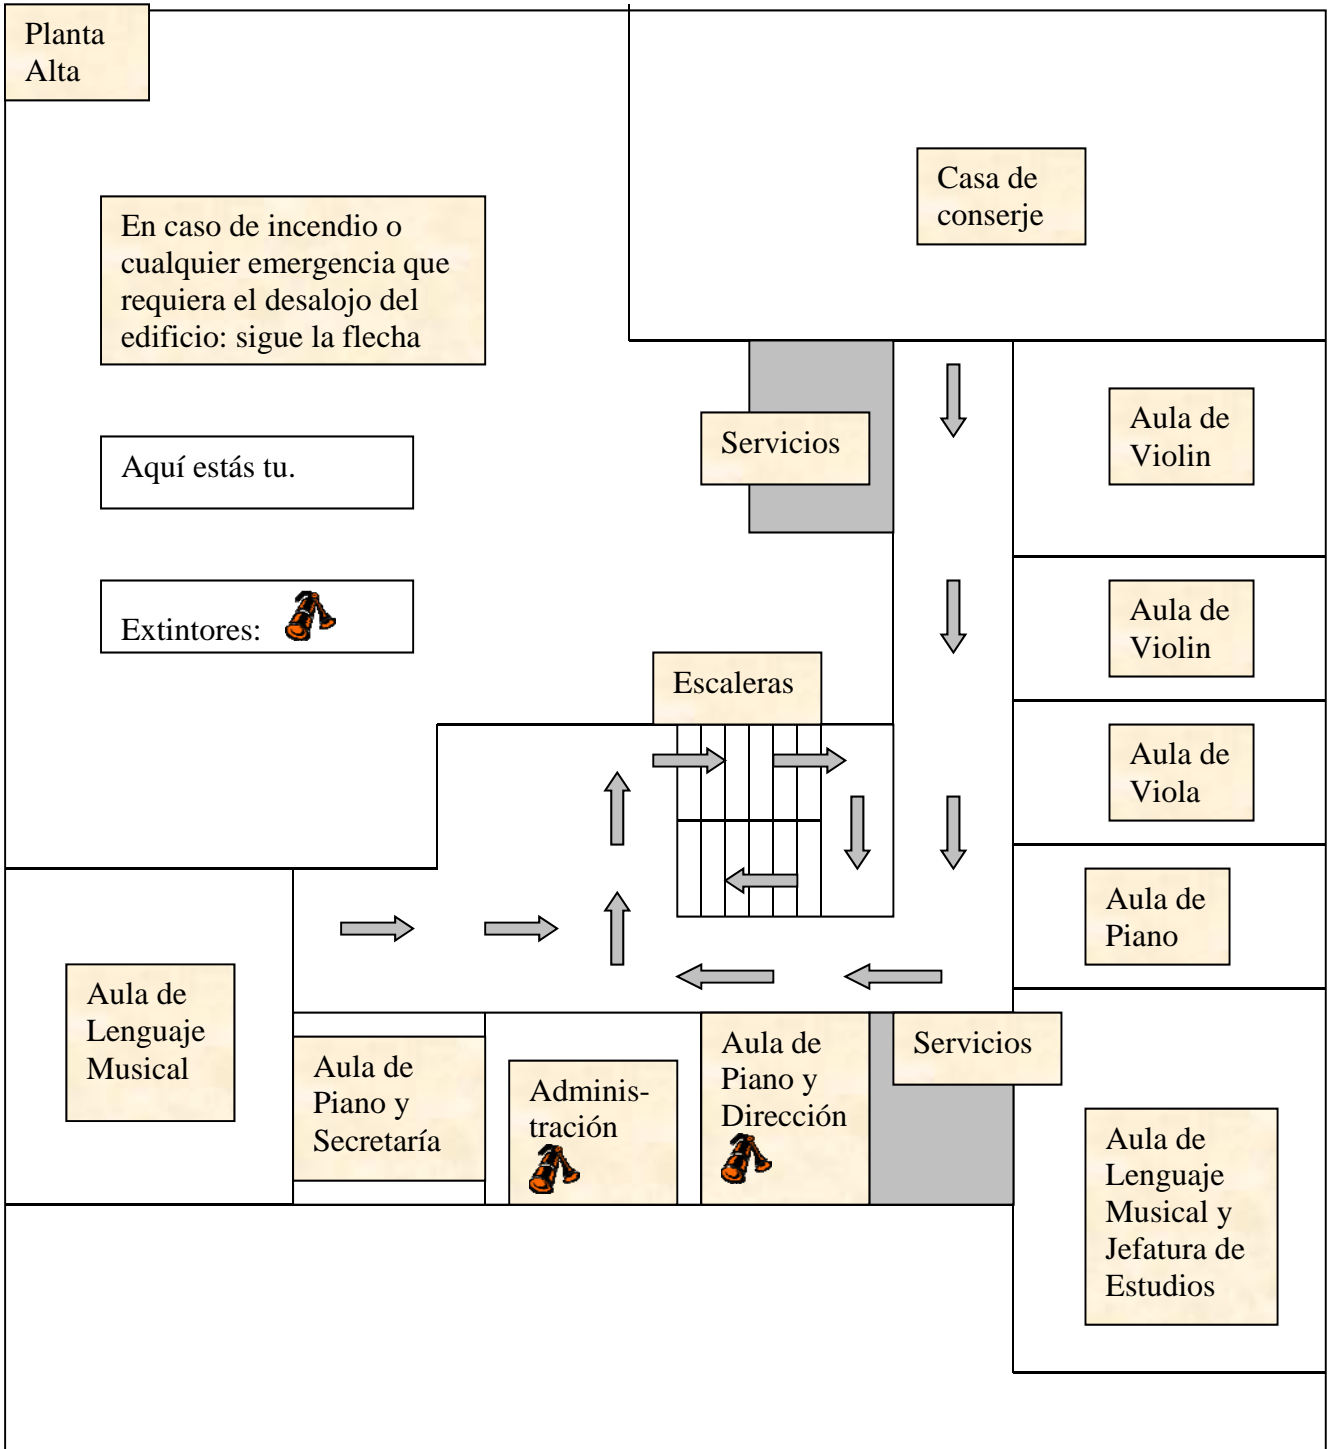 Planta
Alta
Casa de
conserje
En caso de incendio o
cualquier emergencia que
requiera el desalojo del
edificio: sigue la flecha
Aula de
Violin
Servicios
Aquí estás tu.
Aula de
Violin
Extintores:
Escaleras
Aula de
Viola
Aula de
Piano
Aula de
Lenguaje
Musical
Aula de
Piano y
Secretaría
Adminis-
tración
Aula de
Piano y
Dirección
Servicios
Aula de
Lenguaje
Musical y
Jefatura de
Estudios